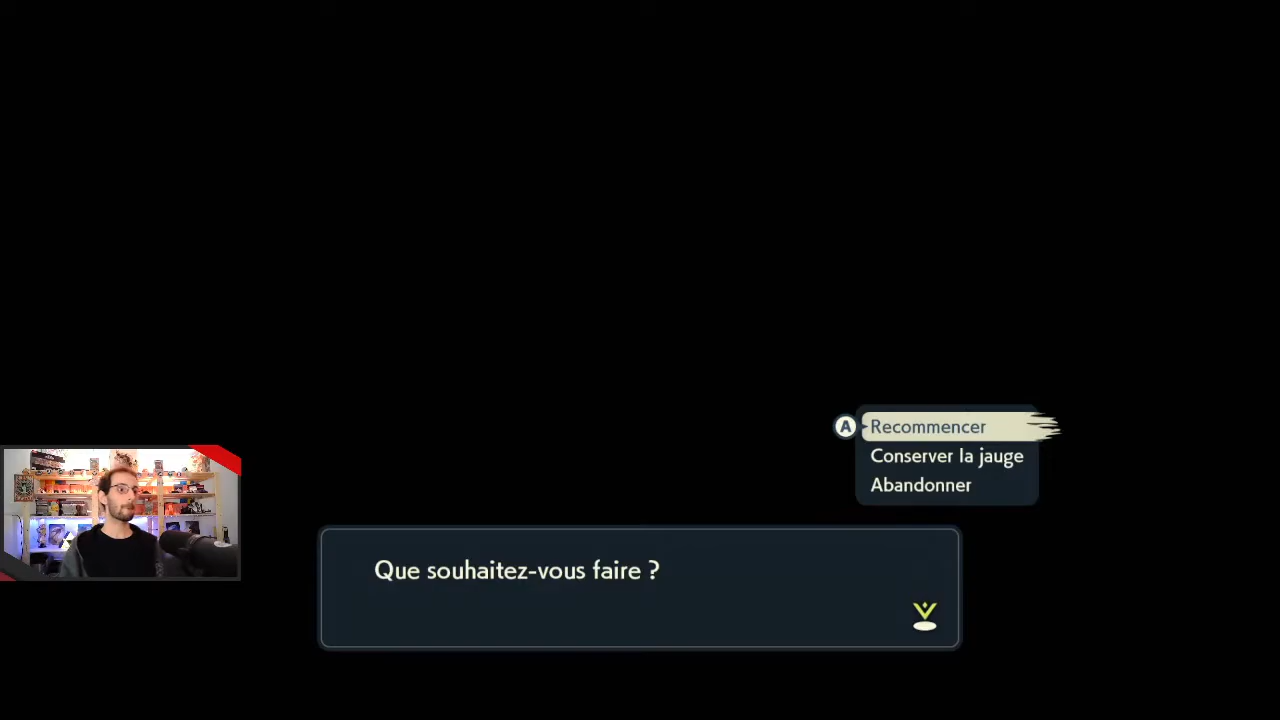 A
Recommencer
Conserver la jauge
Abandonner
Que souhaitez-vous faire ?